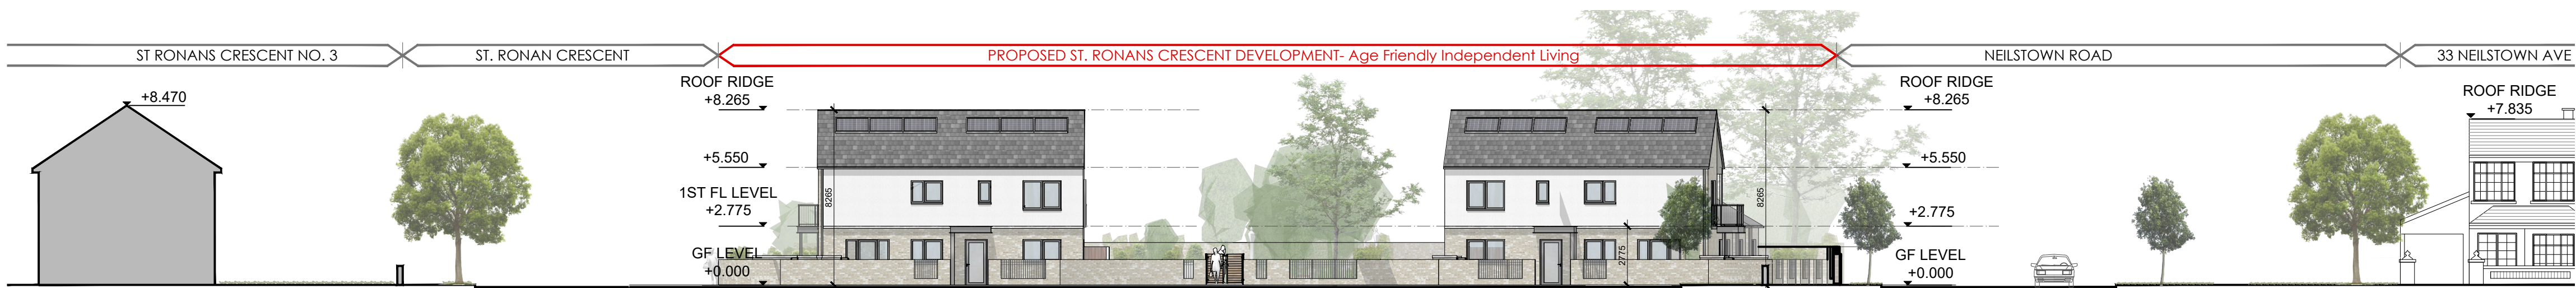 ST RONANS CRESCENT NO. 3
ST. RONAN CRESCENT
PROPOSED ST. RONANS CRESCENT DEVELOPMENT- Age Friendly Independent Living
NEILSTOWN ROAD
33 NEILSTOWN AVE
+8.470
ROOF RIDGE
+8.265
+5.550
1ST FL LEVEL
+2.775
GF LEVEL
+0.000
8265
2775
8265
ROOF RIDGE
+8.265
+5.550
+2.775
GF LEVEL
+0.000
ROOF RIDGE
+7.835